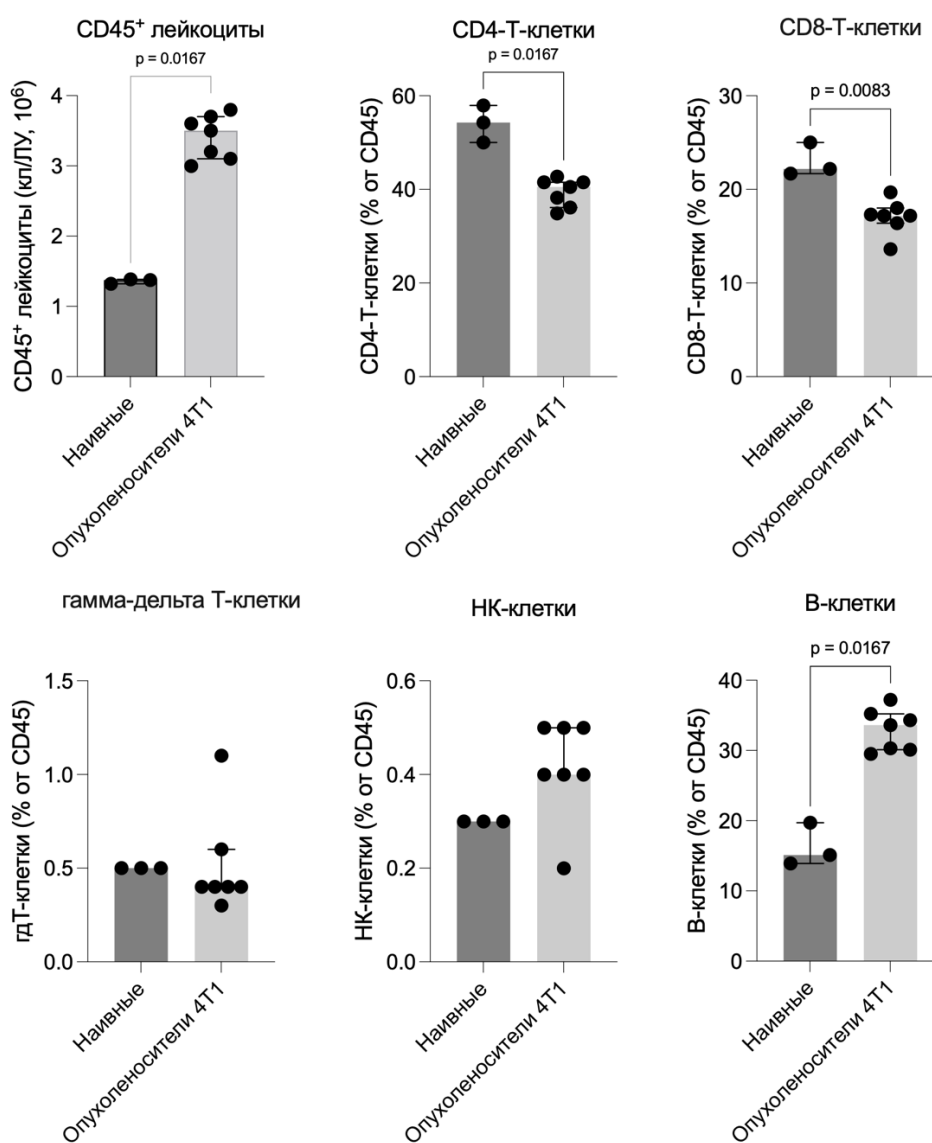 CD45⁺ лейкоциты
p = 0.0167
CD45⁺ лейкоциты (кл/ЛУ, 10⁶)
4
3
2
1
0
Наивные
Опухоленосители 4T1
CD4-Т-клетки
p = 0.0167
CD4-Т-клетки (% от CD45)
60
40
20
0
Наивные
Опухоленосители 4T1
CD8-Т-клетки
p = 0.0083
CD8-Т-клетки (% от CD45)
30
20
10
0
Наивные
Опухоленосители 4T1
гамма-дельта Т-клетки
гдТ-клетки (% от CD45)
1.5
1.0
0.5
0.0
Наивные
Опухоленосители 4T1
НК-клетки
НК-клетки (% от CD45)
0.6
0.4
0.2
0.0
Наивные
Опухоленосители 4T1
В-клетки
p = 0.0167
В-клетки (% от CD45)
40
30
20
10
0
Наивные
Опухоленосители 4T1